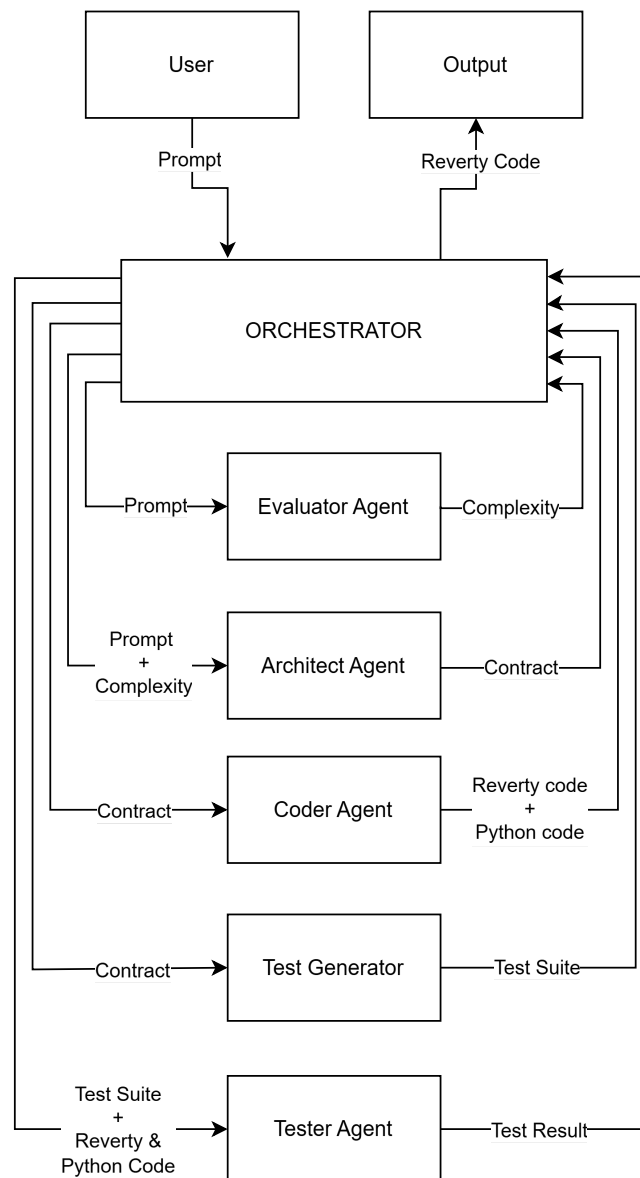 User
Output
Prompt
Reverty Code
ORCHESTRATOR
Prompt
Evaluator Agent
Complexity
Prompt
+
Complexity
Architect Agent
Contract
Contract
Coder Agent
Reverty code
+
Python code
Contract
Test Generator
Test Suite
Test Suite
+
Reverty &
Python Code
Tester Agent
Test Result